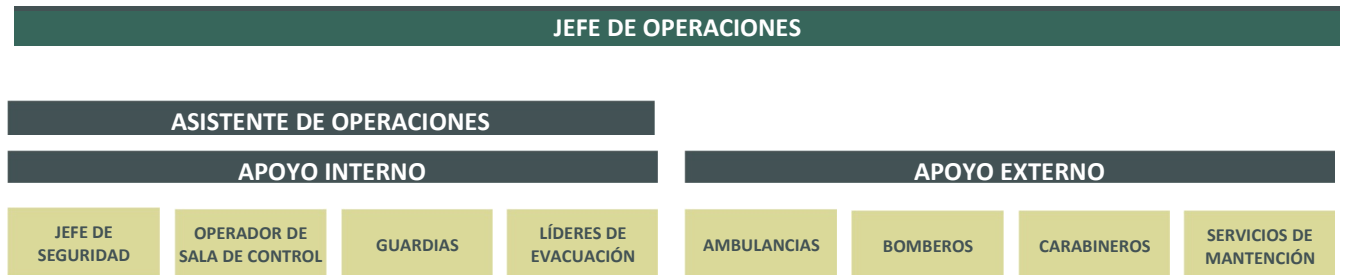 JEFE DE OPERACIONES
ASISTENTE DE OPERACIONES
APOYO INTERNO
APOYO EXTERNO
JEFE DE
SEGURIDAD
OPERADOR DE
SALA DE CONTROL
GUARDIAS
LÍDERES DE
EVACUACIÓN
AMBULANCIAS
BOMBEROS
CARABINEROS
SERVICIOS DE
MANTENCIÓN